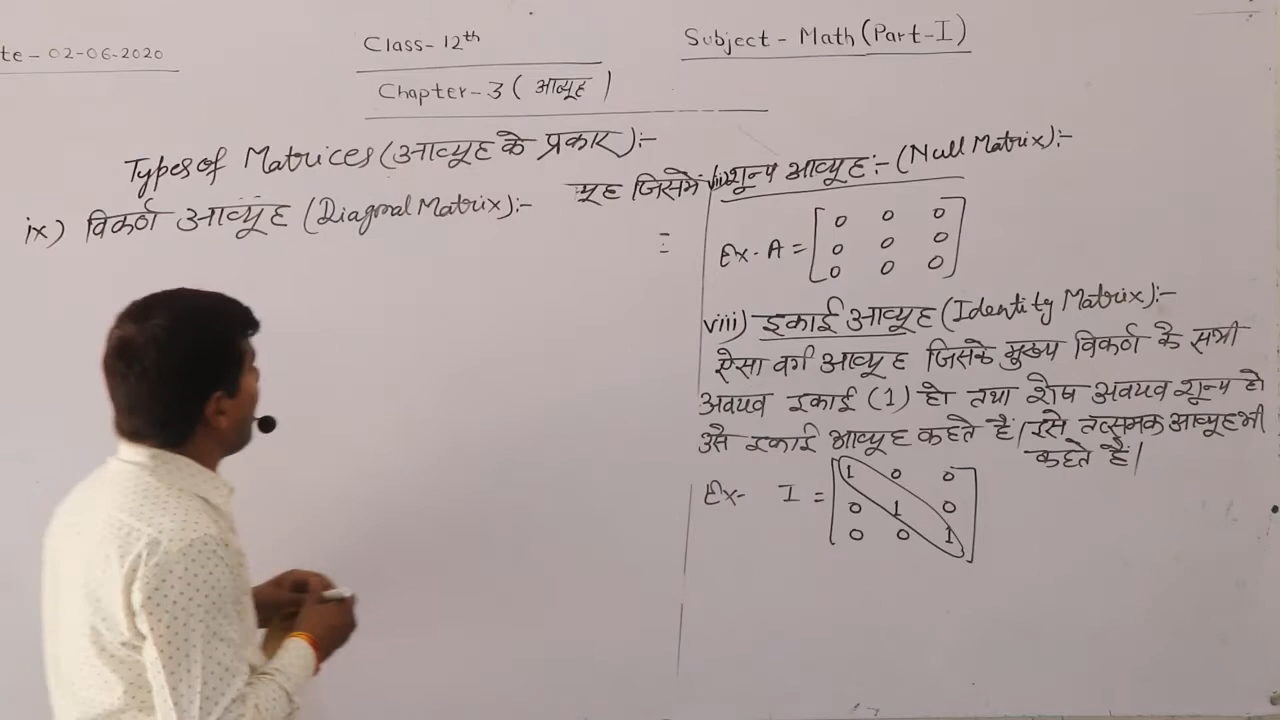 te - 02-06-2020
Class- 12th
Subject - Math (Part-I)
Chapter-3 ( आव्यूह )
Types of Matrices (आव्यूह के प्रकार):-
ix) विकर्ण आव्यूह (Diagonal Matrix):-
यूह जिसमें
=
शून्य आव्यूह:- (Null Matrix):-
Ex- A = [ 0 0 0
0 0 0
0 0 0 ]
viii) इकाई आव्यूह (Identity Matrix):-
ऐसा वर्ग आव्यूह जिसके मुख्य विकर्ण के सभी
अवयव इकाई (1) हो तथा शेष अवयव शून्य हो
उसे इकाई आव्यूह कहते हैं। इसे तत्समक आव्यूह भी
कहते हैं।
Ex- I = [ 1 0 0
0 1 0
0 0 1 ]